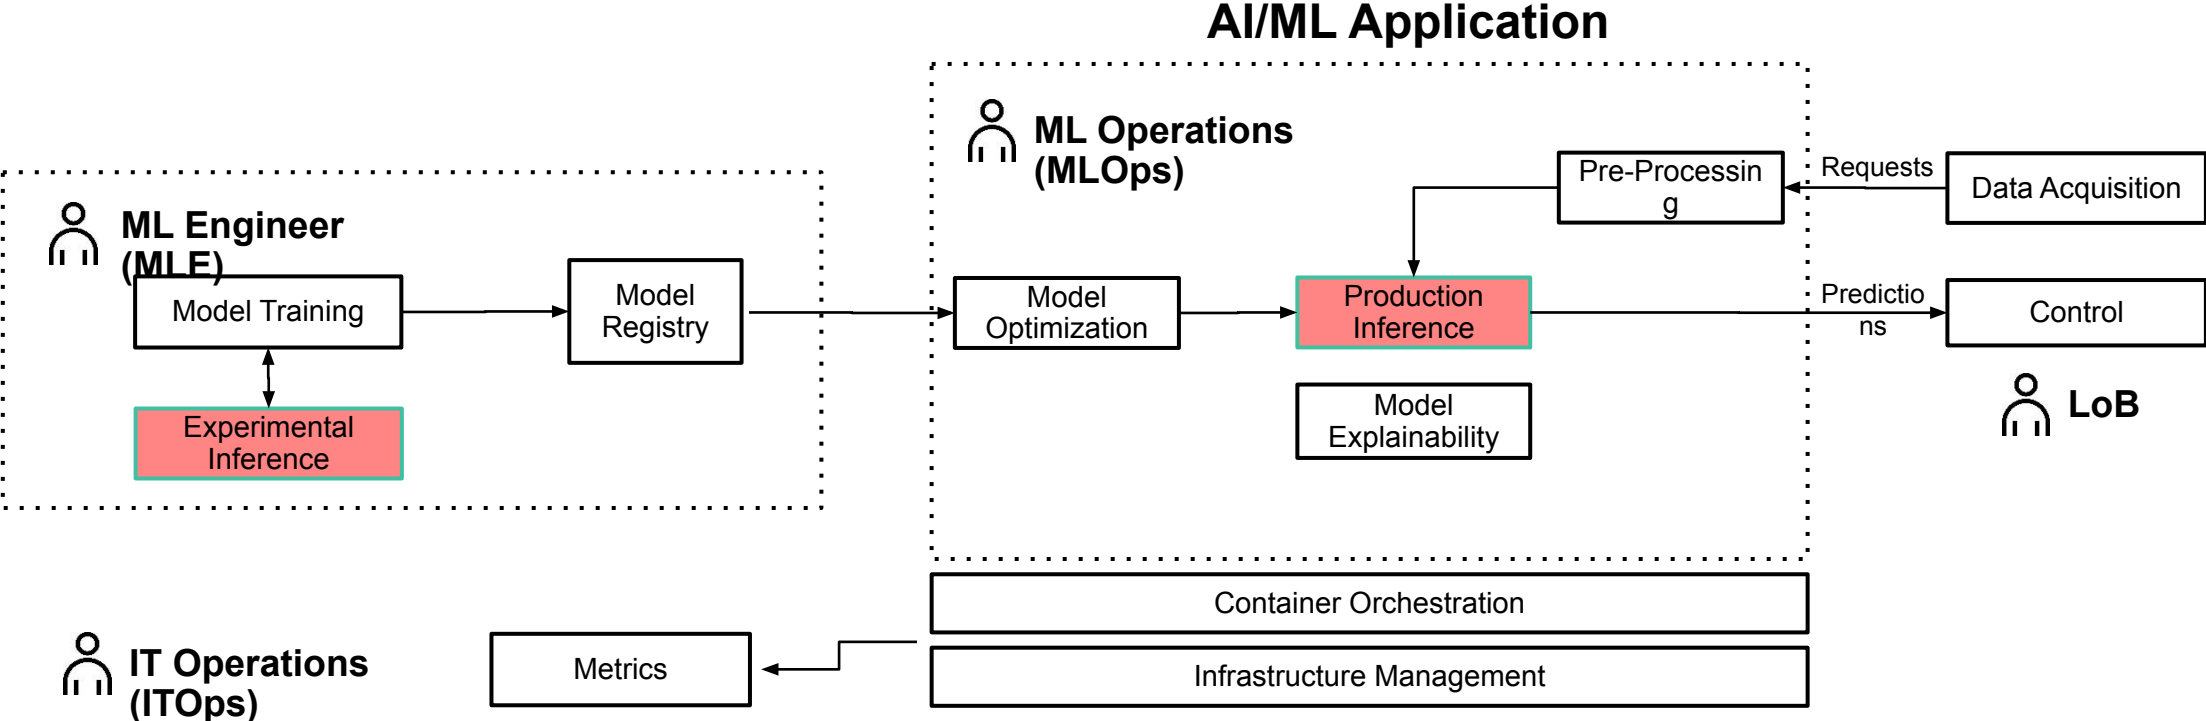 AI/ML Application
ML Operations
(MLOps)
Pre-Processin
g
Requests
Data Acquisition
ML Engineer
(MLE)
Model Training
Model
Registry
Model
Optimization
Production
Inference
Predictio
ns
Control
Experimental
Inference
Model
Explainability
LoB
Container Orchestration
IT Operations
(ITOps)
Metrics
Infrastructure Management